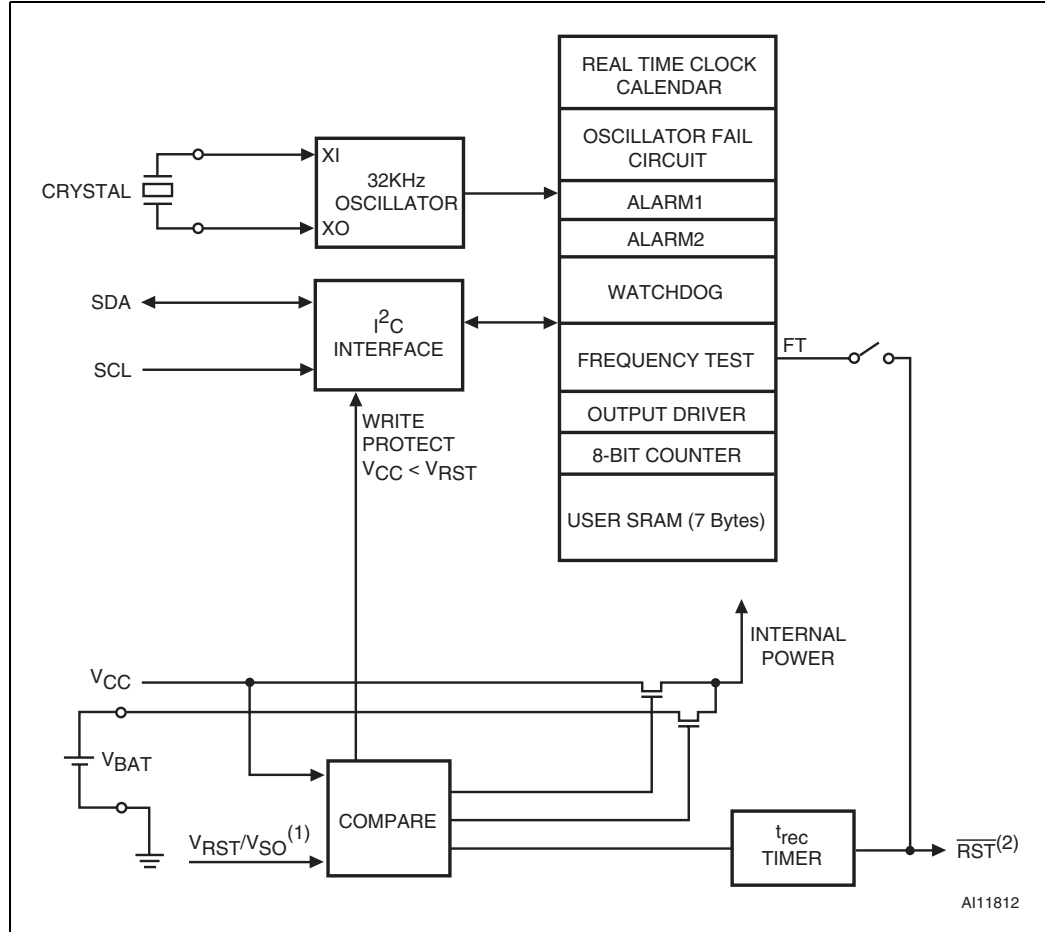 REAL TIME CLOCK
CALENDAR
OSCILLATOR FAIL
CIRCUIT
ALARM1
ALARM2
WATCHDOG
FREQUENCY TEST
OUTPUT DRIVER
8-BIT COUNTER
USER SRAM (7 Bytes)
CRYSTAL
XI
32KHz
OSCILLATOR
XO
SDA
SCL
I2C
INTERFACE
FT
WRITE
PROTECT
VCC < VRST
INTERNAL
POWER
VCC
VBAT
VRST/VSO(1)
COMPARE
trec
TIMER
RST(2)
AI11812